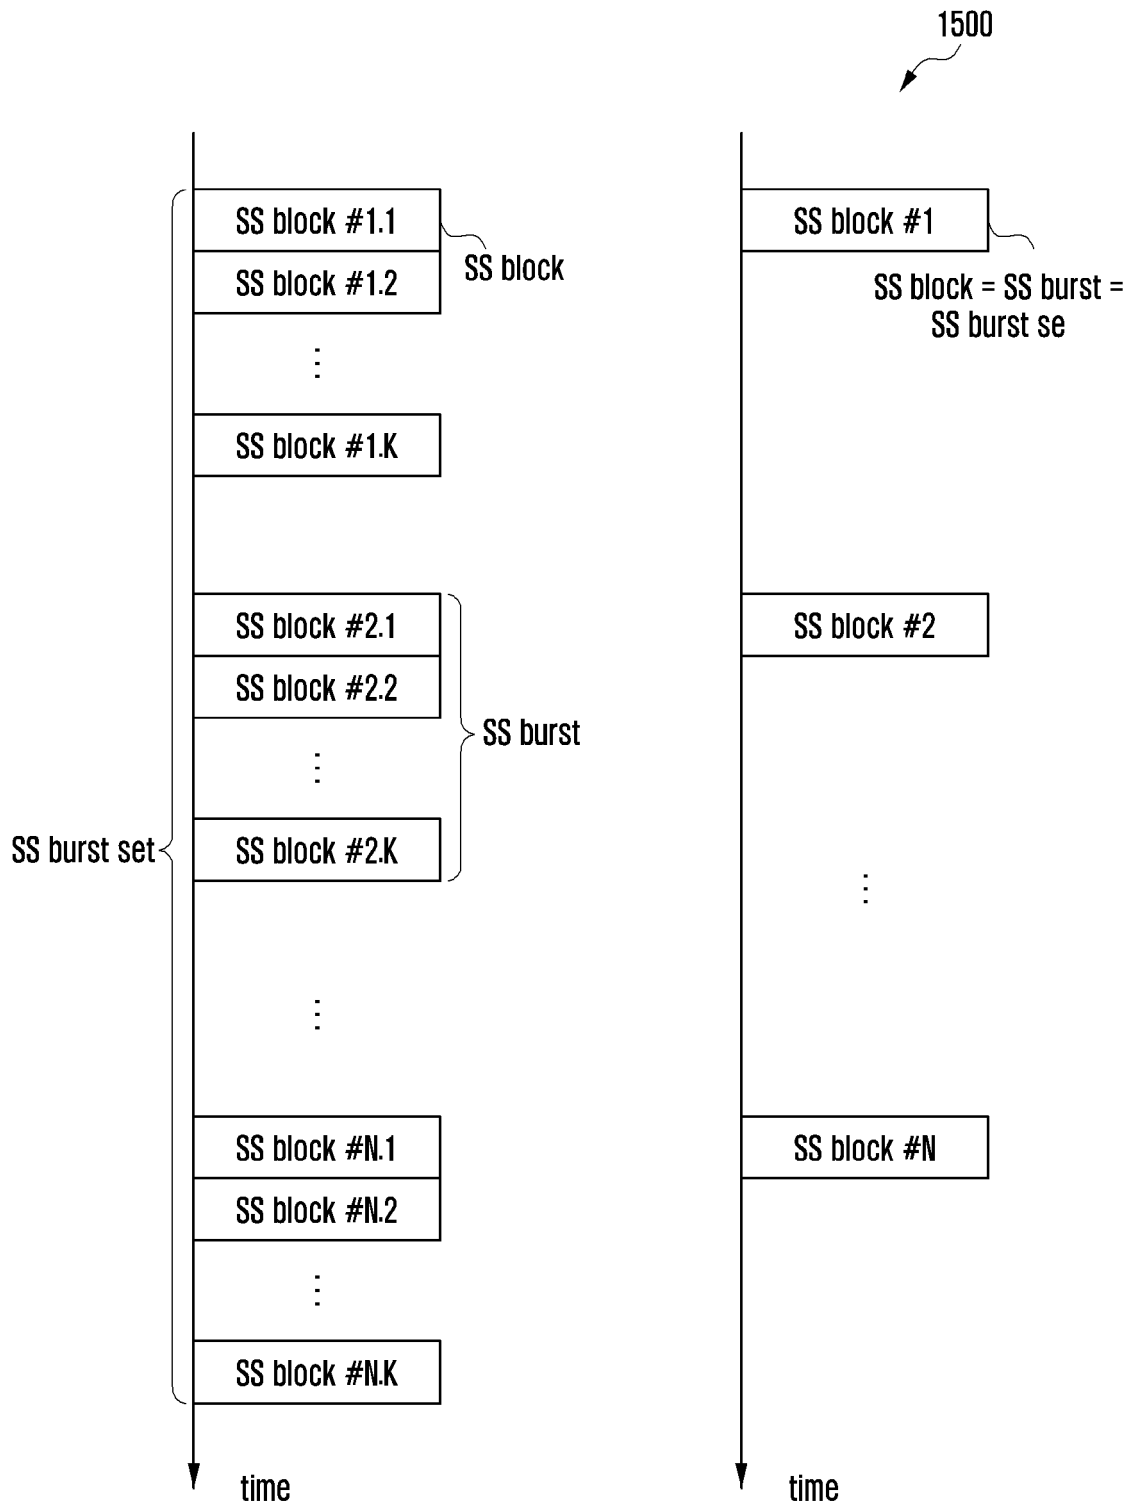 1500
SS block #1.1
SS block
SS block #1.2
⋮
SS block #1.K
SS block #2.1
SS block #2.2
⋮
SS block #2.K
SS burst
SS burst set
⋮
SS block #N.1
SS block #N.2
⋮
SS block #N.K
time
SS block #1
SS block = SS burst =
SS burst se
SS block #2
⋮
SS block #N
time